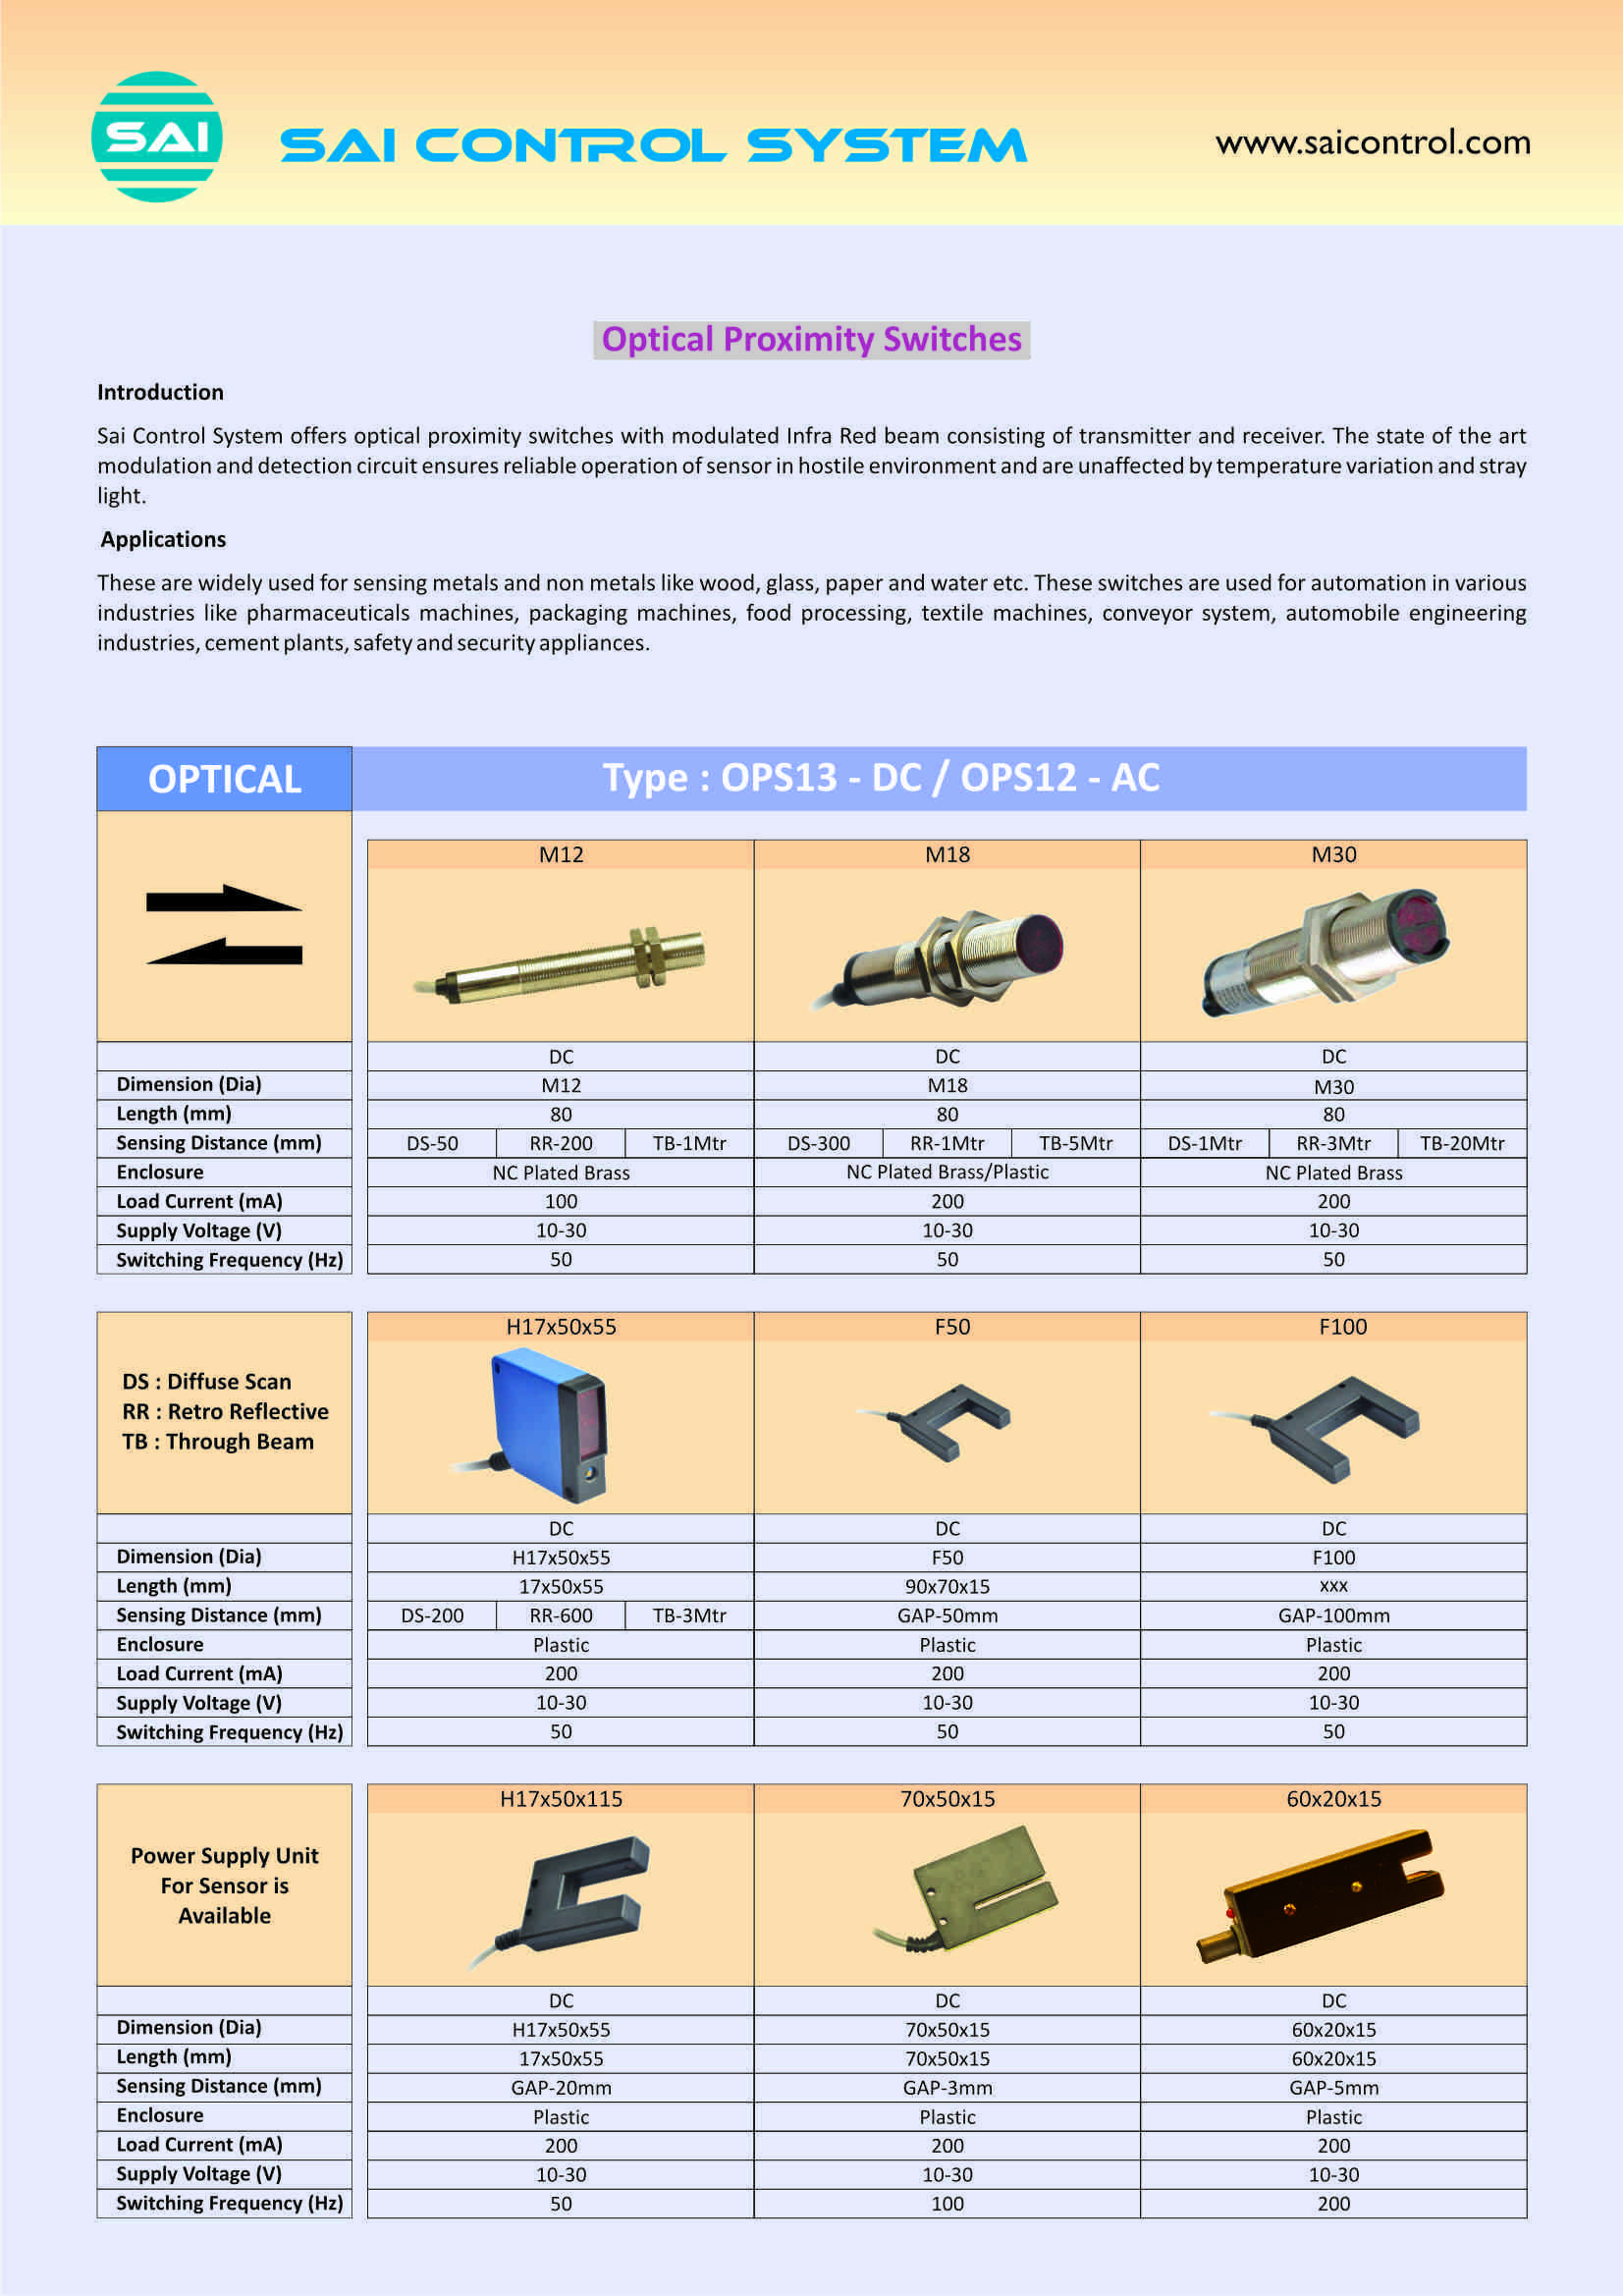 SAI
SAI CONTROL SYSTEM
www.saicontrol.com
Optical Proximity Switches
Introduction
Sai Control System offers optical proximity switches with modulated Infra Red beam consisting of transmitter and receiver. The state of the art
modulation and detection circuit ensures reliable operation of sensor in hostile environment and are unaffected by temperature variation and stray
light.
Applications
These are widely used for sensing metals and non metals like wood, glass, paper and water etc. These switches are used for automation in various
industries like pharmaceuticals machines, packaging machines, food processing, textile machines, conveyor system, automobile engineering
industries, cement plants, safety and security appliances.
OPTICAL Type : OPS13 - DC / OPS12 - AC
M12 M18 M30
DC DC DC
Dimension (Dia) M12 M18 M30
Length (mm) 80 80 80
Sensing Distance (mm) DS-50 RR-200 TB-1Mtr DS-300 RR-1Mtr TB-5Mtr DS-1Mtr RR-3Mtr TB-20Mtr
Enclosure NC Plated Brass NC Plated Brass/Plastic NC Plated Brass
Load Current (mA) 100 200 200
Supply Voltage (V) 10-30 10-30 10-30
Switching Frequency (Hz) 50 50 50
H17x50x55 F50 F100
DS : Diffuse Scan
RR : Retro Reflective
TB : Through Beam
DC DC DC
Dimension (Dia) H17x50x55 F50 F100
Length (mm) 17x50x55 90x70x15 xxx
Sensing Distance (mm) DS-200 RR-600 TB-3Mtr GAP-50mm GAP-100mm
Enclosure Plastic Plastic Plastic
Load Current (mA) 200 200 200
Supply Voltage (V) 10-30 10-30 10-30
Switching Frequency (Hz) 50 50 50
H17x50x115 70x50x15 60x20x15
Power Supply Unit
For Sensor is
Available
DC DC DC
Dimension (Dia) H17x50x55 70x50x15 60x20x15
Length (mm) 17x50x55 70x50x15 60x20x15
Sensing Distance (mm) GAP-20mm GAP-3mm GAP-5mm
Enclosure Plastic Plastic Plastic
Load Current (mA) 200 200 200
Supply Voltage (V) 10-30 10-30 10-30
Switching Frequency (Hz) 50 100 200